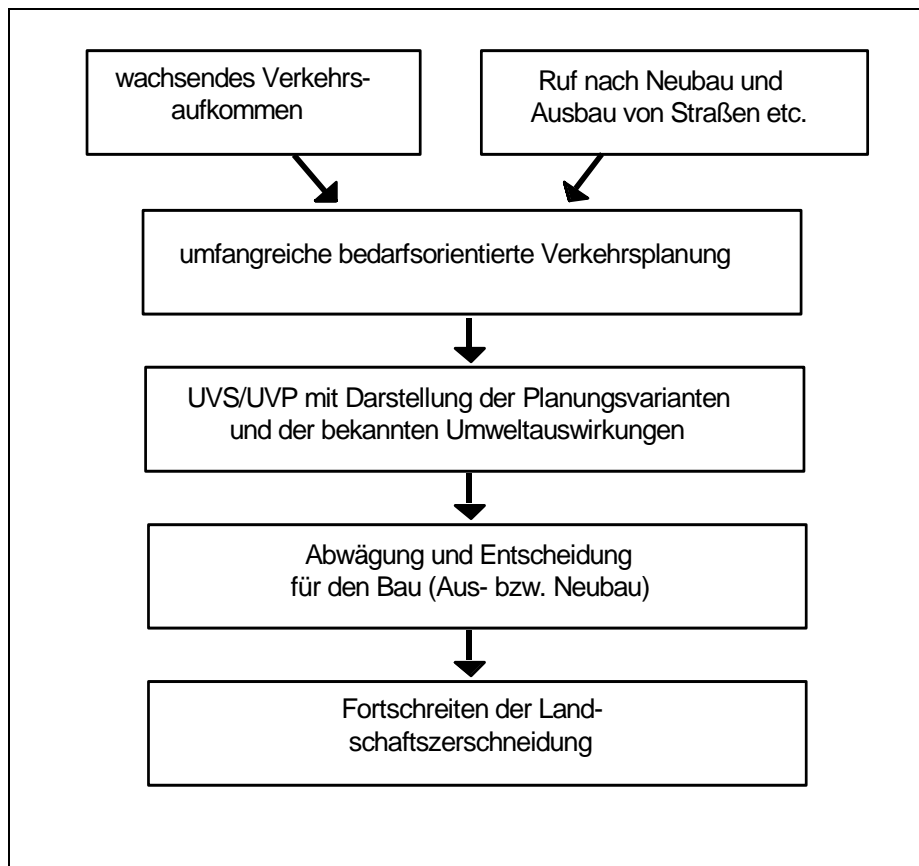 wachsendes Verkehrs-
aufkommen
Ruf nach Neubau und
Ausbau von Straßen etc.
umfangreiche bedarfsorientierte Verkehrsplanung
UVS/UVP mit Darstellung der Planungsvarianten
und der bekannten Umweltauswirkungen
Abwägung und Entscheidung
für den Bau (Aus- bzw. Neubau)
Fortschreiten der Land-
schaftszerschneidung